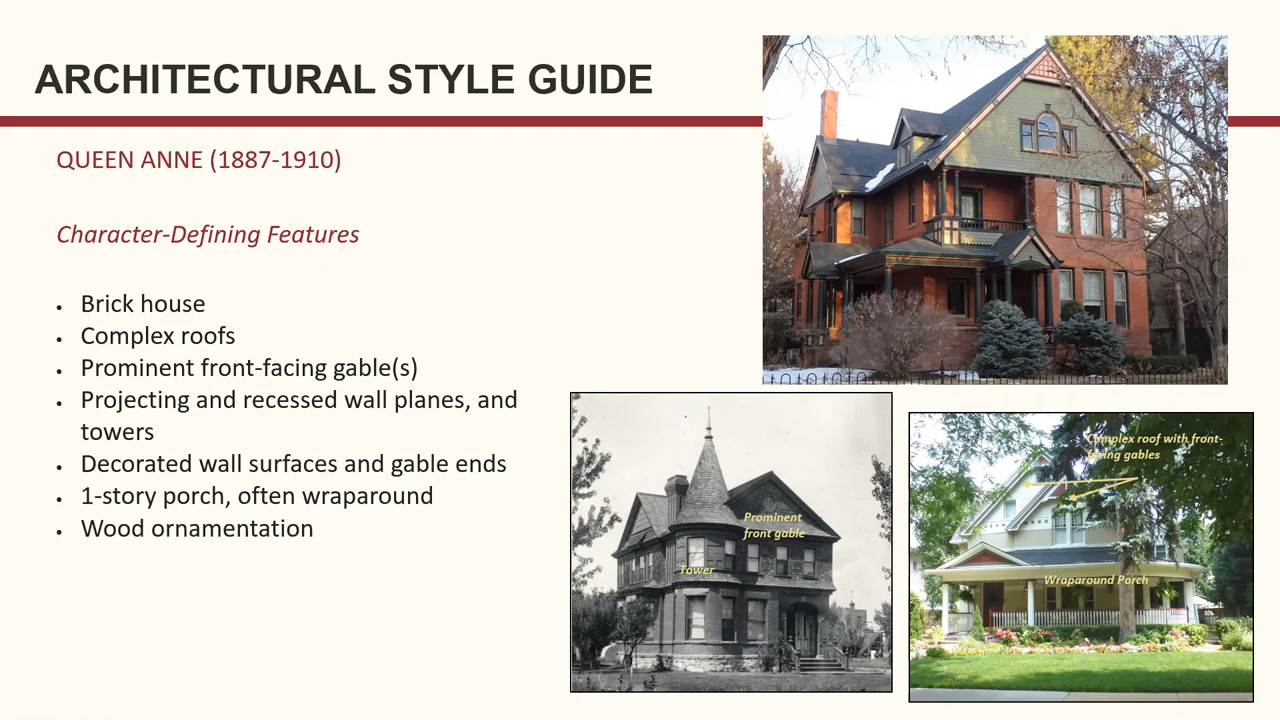 ARCHITECTURAL STYLE GUIDE
QUEEN ANNE (1887-1910)
Character-Defining Features
• Brick house
• Complex roofs
• Prominent front-facing gable(s)
• Projecting and recessed wall planes, and
towers
• Decorated wall surfaces and gable ends
• 1-story porch, often wraparound
• Wood ornamentation
Prominent
front gable
Tower
Complex roof with front-
facing gables
Wraparound Porch